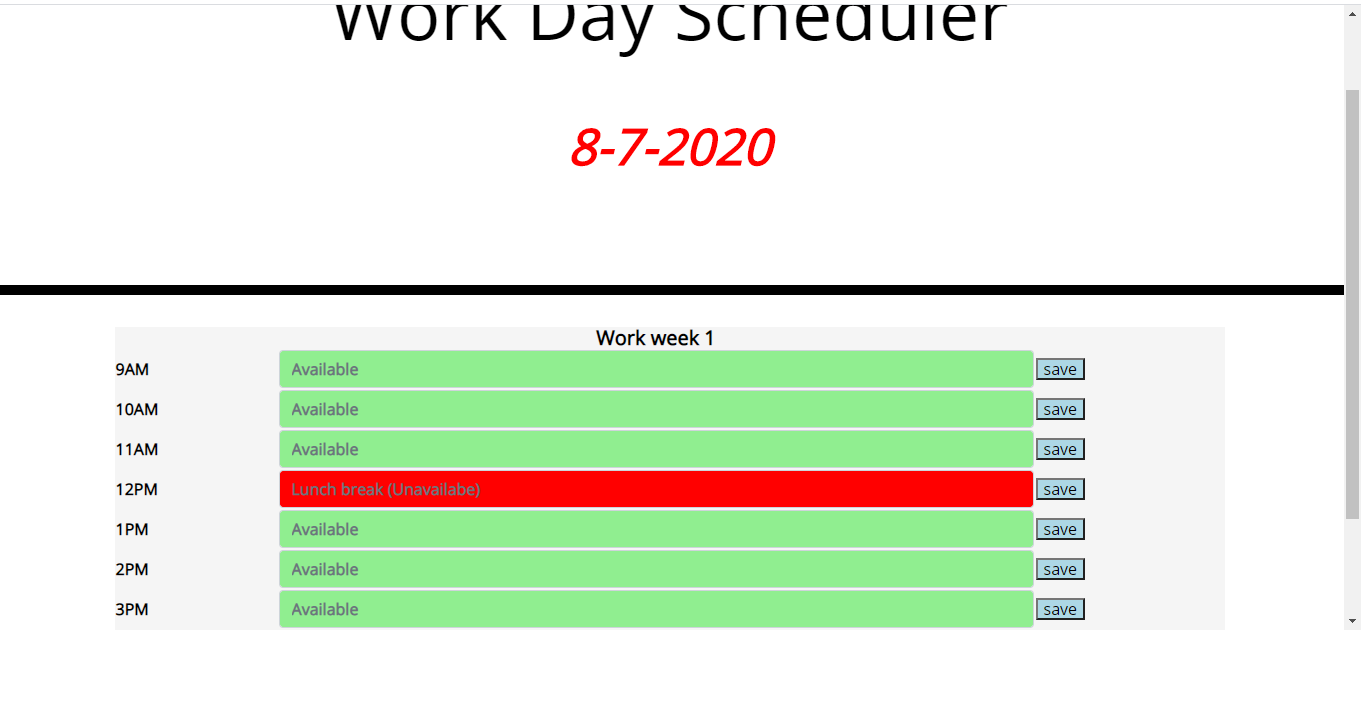 Work Day Scheduler
8-7-2020
Work week 1
9AM Available save
10AM Available save
11AM Available save
12PM Lunch break (Unavailabe) save
1PM Available save
2PM Available save
3PM Available save